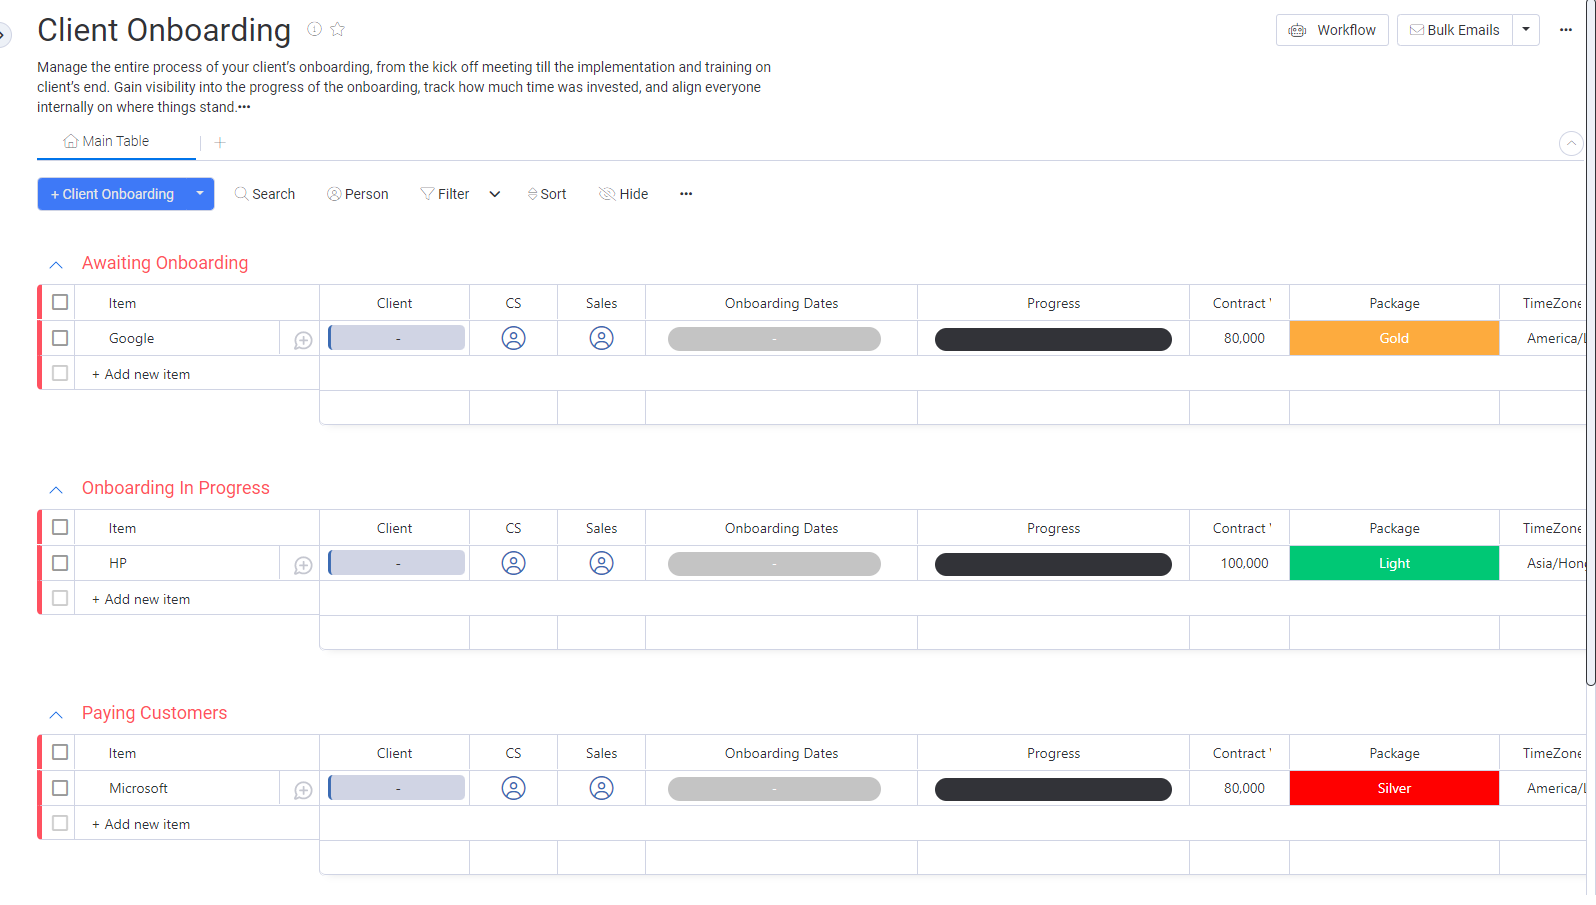 Client Onboarding
Workflow
Bulk Emails
Manage the entire process of your client’s onboarding, from the kick off meeting till the implementation and training on
client’s end. Gain visibility into the progress of the onboarding, track how much time was invested, and align everyone
internally on where things stand.•••
Main Table
+ Client Onboarding Search Person Filter Sort Hide
Awaiting Onboarding
Item Client CS Sales Onboarding Dates Progress Contract ' Package TimeZone
Google - - 80,000 Gold America/
+ Add new item
Onboarding In Progress
Item Client CS Sales Onboarding Dates Progress Contract ' Package TimeZone
HP - - 100,000 Light Asia/Hon
+ Add new item
Paying Customers
Item Client CS Sales Onboarding Dates Progress Contract ' Package TimeZone
Microsoft - - 80,000 Silver America/
+ Add new item